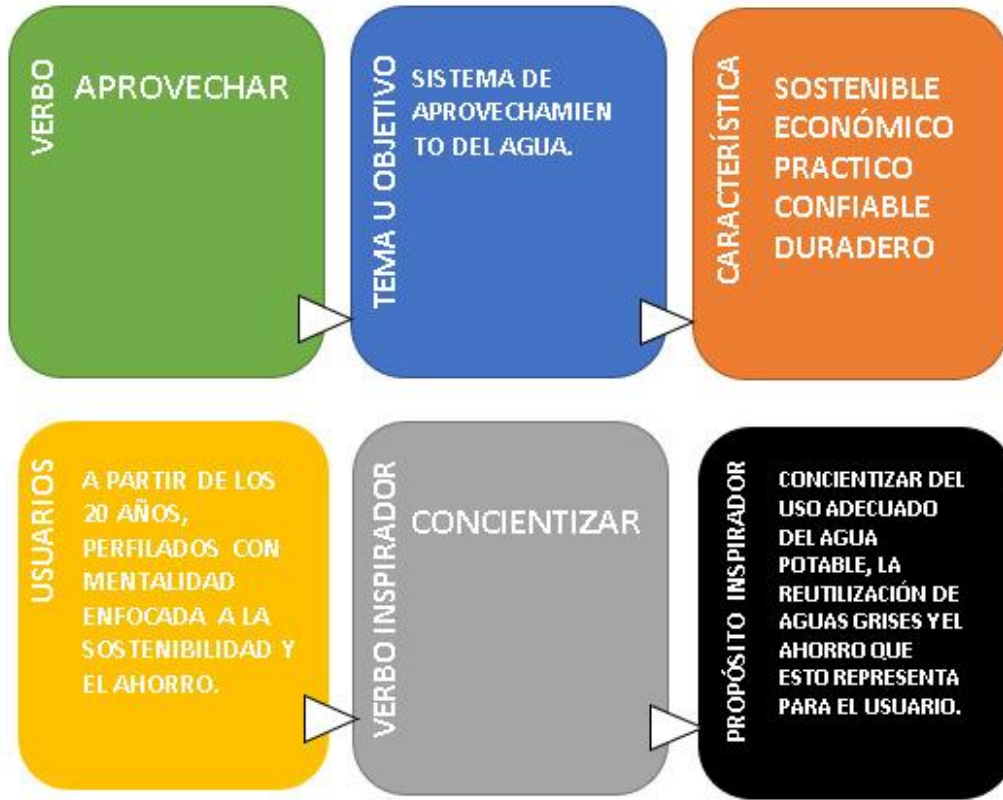 VERBO
APROVECHAR
TEMA U OBJETIVO
SISTEMA DE
APROVECHAMIEN
TO DEL AGUA.
CARACTERÍSTICA
SOSTENIBLE
ECONÓMICO
PRACTICO
CONFIABLE
DURADERO
USUARIOS
A PARTIR DE LOS
20 AÑOS,
PERFILADOS CON
MENTALIDAD
ENFOCADA A LA
SOSTENIBILIDAD Y
EL AHORRO.
VERBO INSPIRADOR
CONCIENTIZAR
PROPÓSITO INSPIRADOR
CONCIENTIZAR DEL
USO ADECUADO
DEL AGUA
POTABLE, LA
REUTILIZACIÓN DE
AGUAS GRISES Y EL
AHORRO QUE
ESTO REPRESENTA
PARA EL USUARIO.